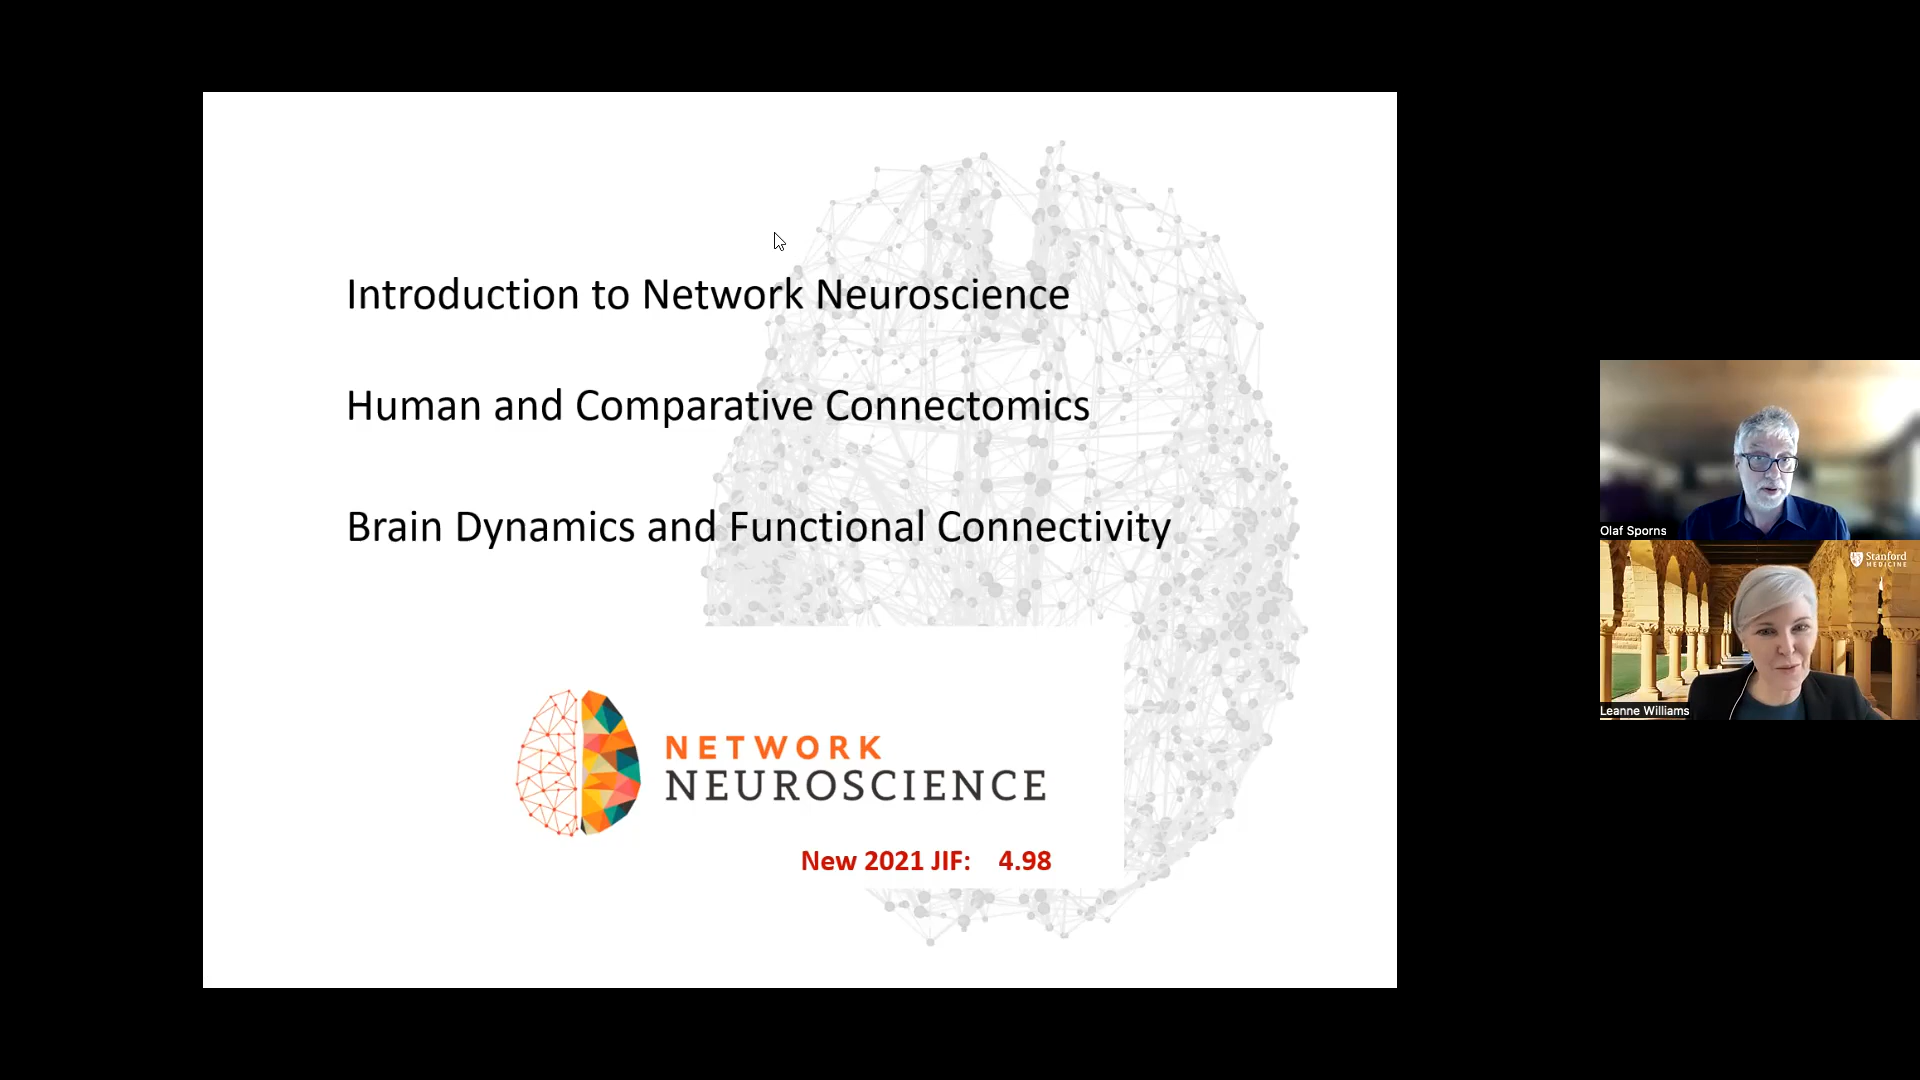 Introduction to Network Neuroscience
Human and Comparative Connectomics
Brain Dynamics and Functional Connectivity
NETWORK
NEUROSCIENCE
New 2021 JIF: 4.98
Olaf Sporns
Stanford
MEDICINE
Leanne Williams